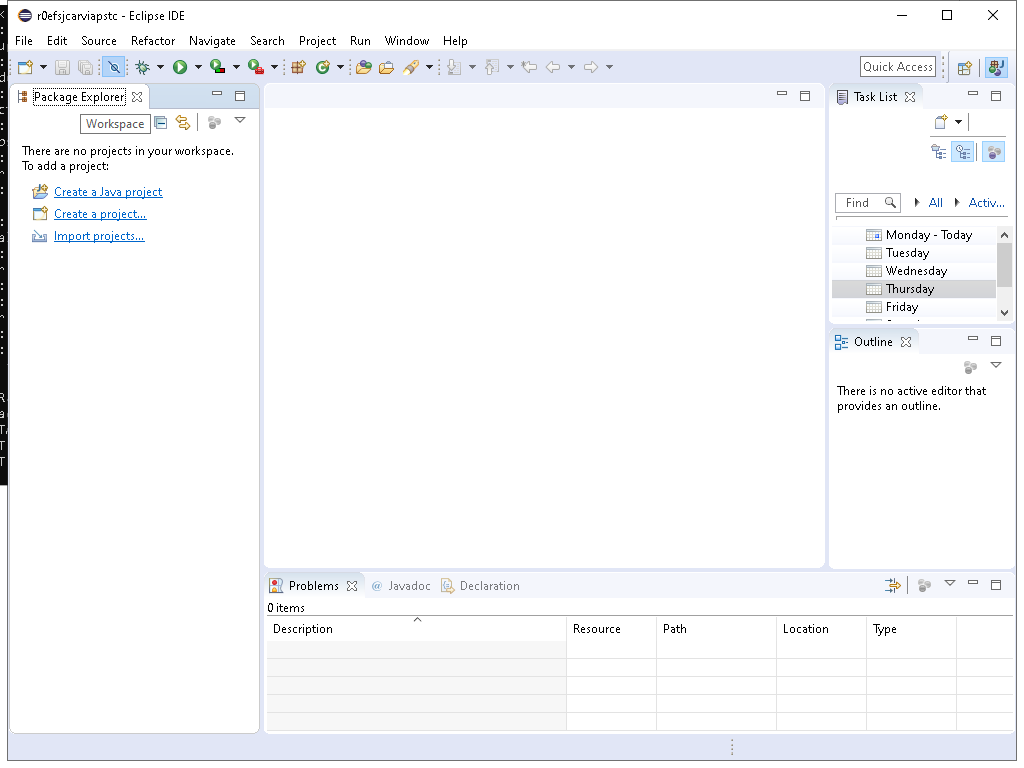 r0efsjcarviapstc - Eclipse IDE
File Edit Source Refactor Navigate Search Project Run Window Help
Quick Access
Package Explorer
Workspace
There are no projects in your workspace.
To add a project:
Create a Java project
Create a project...
Import projects...
Task List
Find All Activ...
Monday - Today
Tuesday
Wednesday
Thursday
Friday
Outline
There is no active editor that
provides an outline.
Problems @ Javadoc Declaration
0 items
Description Resource Path Location Type